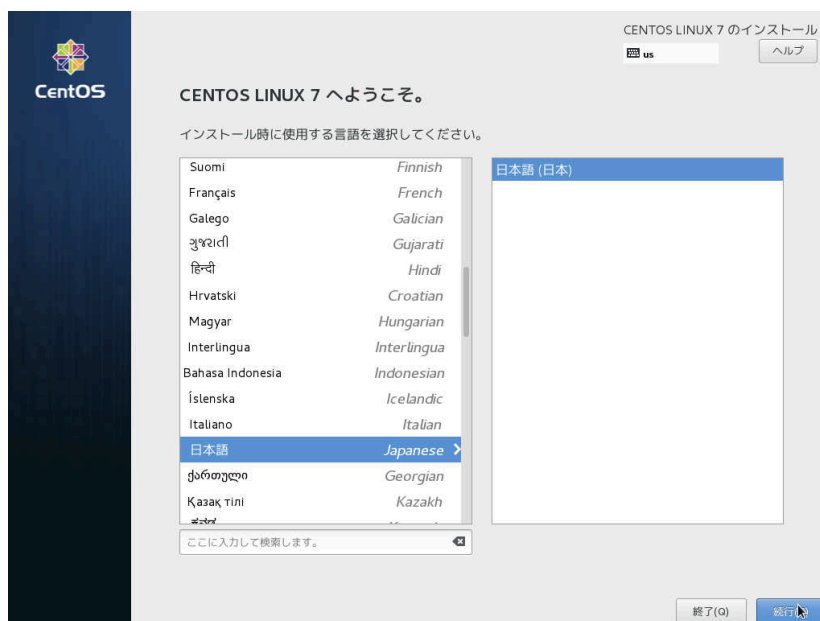 CentOS
CENTOS LINUX 7 のインストール
us
ヘルプ
CENTOS LINUX 7 へようこそ。
インストール時に使用する言語を選択してください。
Suomi Finnish
Français French
Galego Galician
ગુજરાતી Gujarati
हिन्दी Hindi
Hrvatski Croatian
Magyar Hungarian
Interlingua Interlingua
Bahasa Indonesia Indonesian
Íslenska Icelandic
Italiano Italian
日本語 Japanese
ქართული Georgian
Қазақ тілі Kazakh
日本語 (日本)
ここに入力して検索します。
終了(Q)
続行